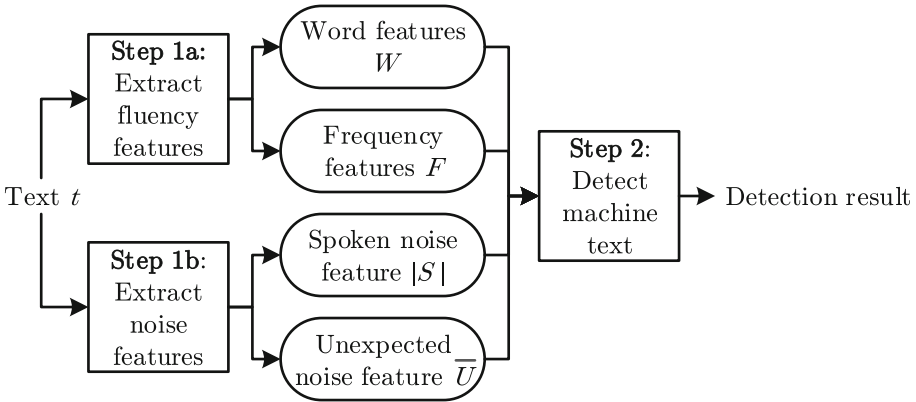 Text t
Step 1a:
Extract
fluency
features
Step 1b:
Extract
noise
features
Word features
W
Frequency
features F
Spoken noise
feature |S|
Unexpected
noise feature U̅
Step 2:
Detect
machine
text
Detection result